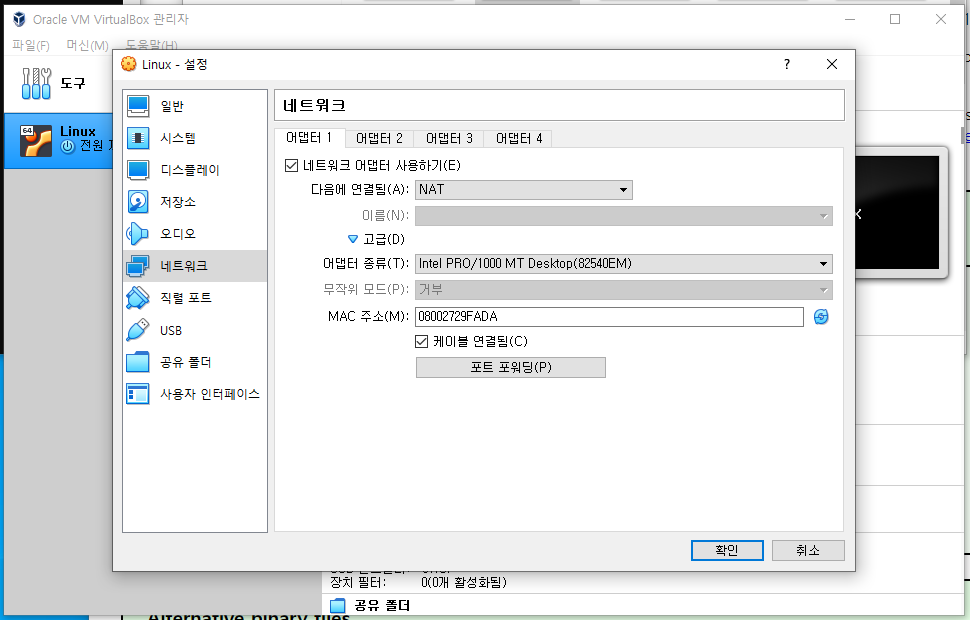 Oracle VM VirtualBox 관리자
파일(F) 머신(M) 도움말(H)
Linux - 설정
?
도구
64
Linux
전원
일반
시스템
디스플레이
저장소
오디오
네트워크
직렬 포트
USB
공유 폴더
사용자 인터페이스
네트워크
어댑터 1 어댑터 2 어댑터 3 어댑터 4
네트워크 어댑터 사용하기(E)
다음에 연결됨(A): NAT
이름(N):
고급(D)
어댑터 종류(T): Intel PRO/1000 MT Desktop(82540EM)
무작위 모드(P): 거부
MAC 주소(M): 08002729FADA
케이블 연결됨(C)
포트 포워딩(P)
확인 취소
장치 필터: 0(0개 활성화됨)
공유 폴더
Alternative binary files